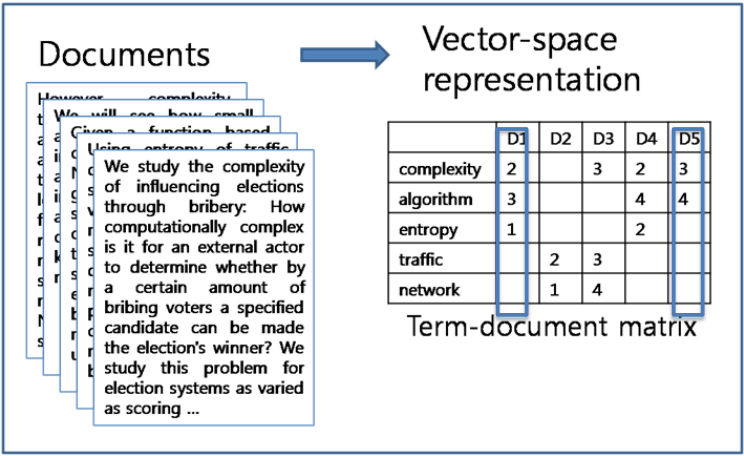 Documents
Vector-space
representation
However, complexity
We will see how small
Given a function based
Using entropy of traffic
We study the complexity
of influencing elections
through bribery: How
computationally complex
is it for an external actor
to determine whether by
a certain amount of
bribing voters a specified
candidate can be made
the election's winner? We
study this problem for
election systems as varied
as scoring ...
D1 D2 D3 D4 D5
complexity 2 3 2 3
algorithm 3 4 4
entropy 1 2
traffic 2 3
network 1 4
Term-document matrix